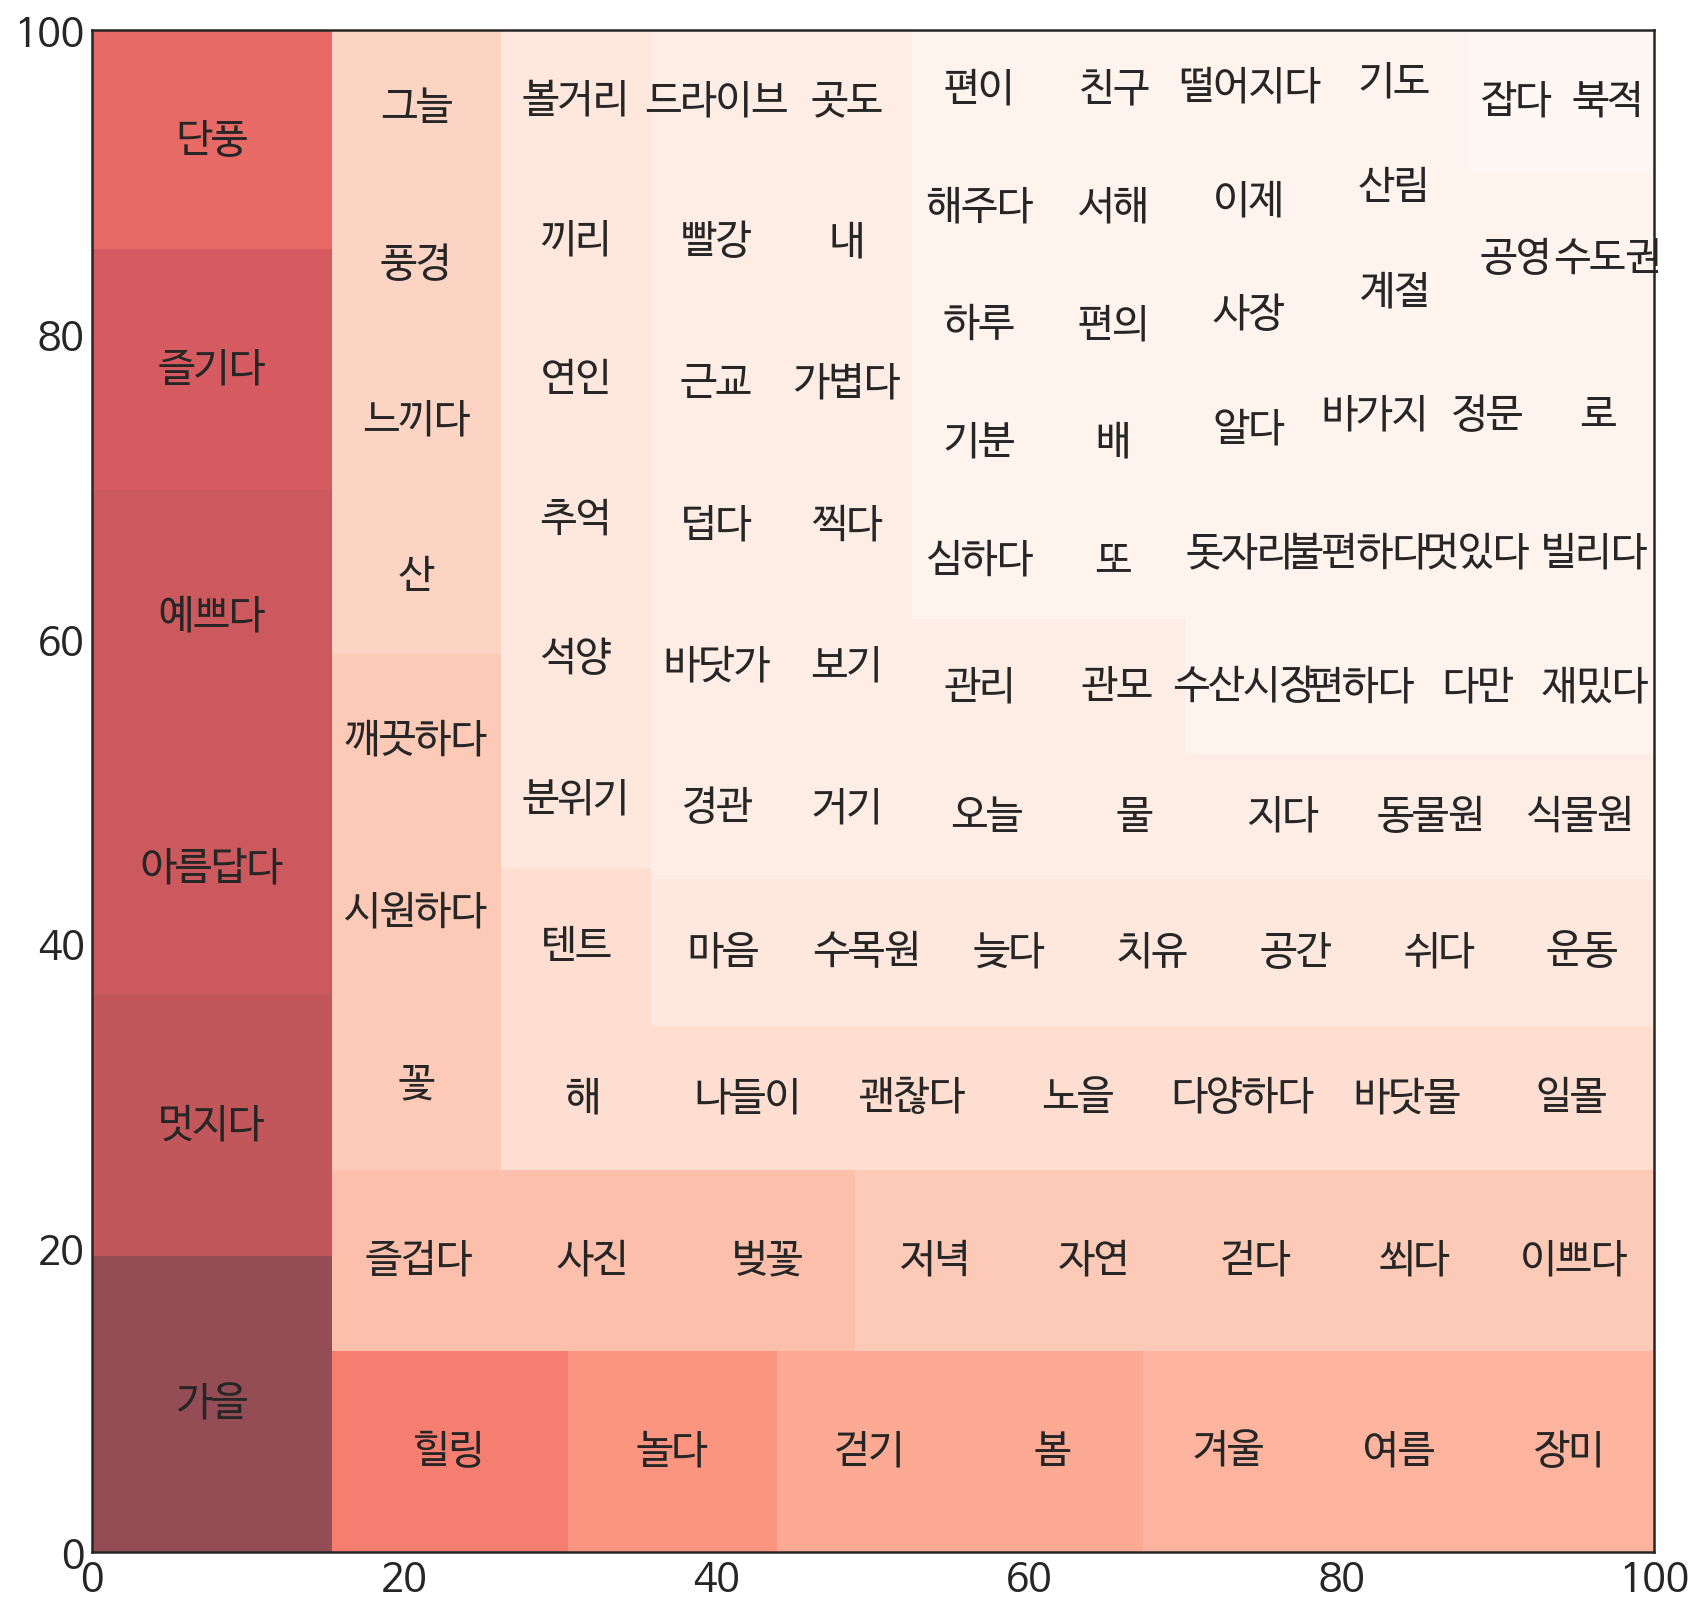 100
단풍
그늘
볼거리
드라이브
곳도
편이
친구
떨어지다
기도
잡다
북적
해주다
서해
이제
산림
끼리
빨강
내
풍경
공영
수도권
계절
80
하루
편의
사장
즐기다
연인
근교
가볍다
느끼다
기분
배
알다
바가지
정문
로
추억
덥다
찍다
산
심하다
또
돗자리
불편하다
멋있다
빌리다
60
예쁘다
석양
바닷가
보기
관리
관모
수산시장
편하다
다만
재밌다
깨끗하다
분위기
경관
거기
오늘
물
지다
동물원
식물원
아름답다
시원하다
40
텐트
마음
수목원
늦다
치유
공간
쉬다
운동
멋지다
꽃
해
나들이
괜찮다
노을
다양하다
바닷물
일몰
20
즐겁다
사진
벚꽃
저녁
자연
걷다
쐬다
이쁘다
가을
힐링
놀다
걷기
봄
겨울
여름
장미
0
0
20
40
60
80
100